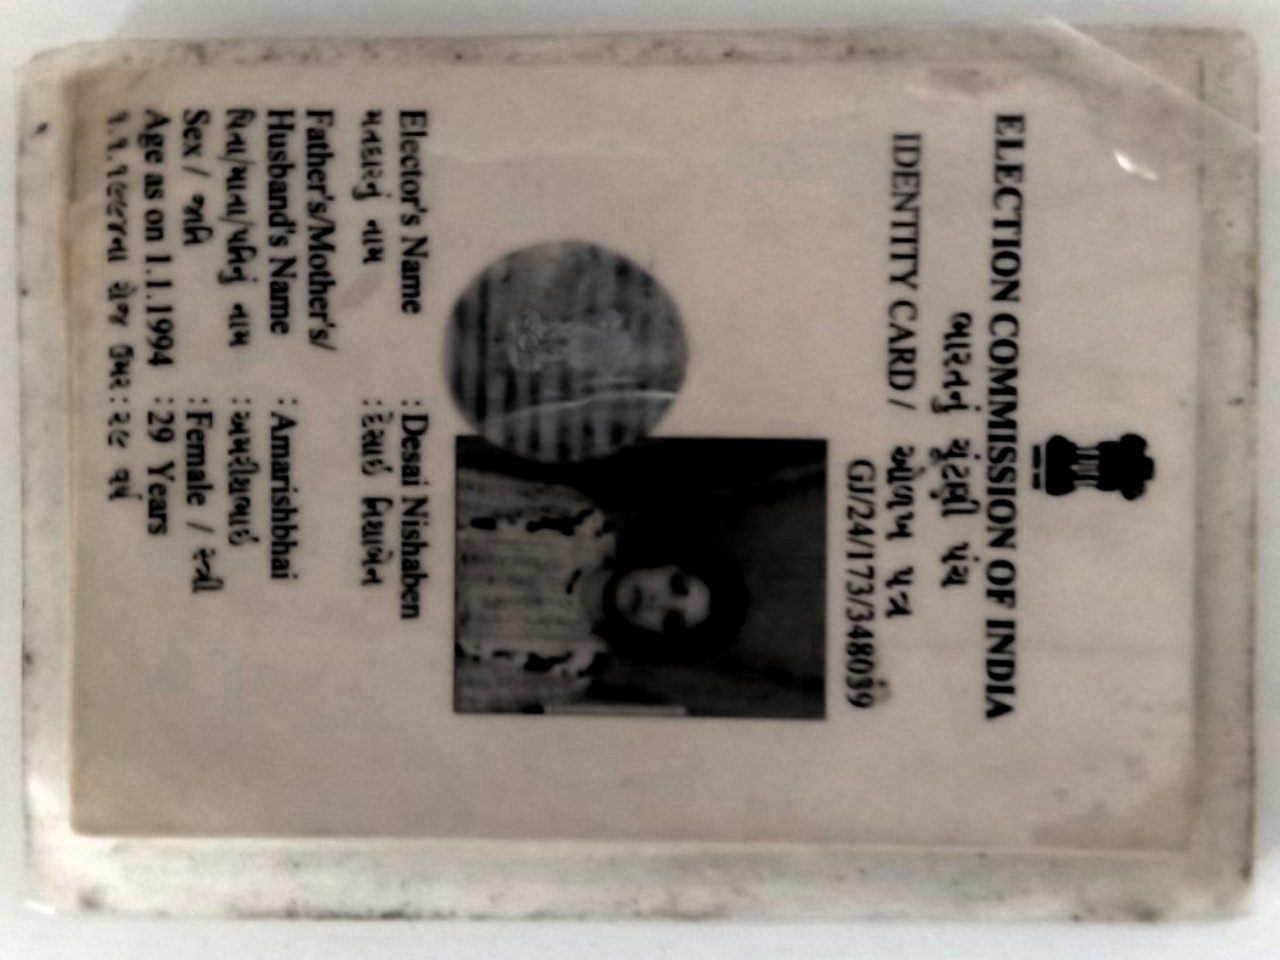 ELECTION COMMISSION OF INDIA
ભારતનું ચૂંટણી પંચ
IDENTITY CARD / ઓળખ પત્ર
GJ/24/173/348039
Elector's Name : Desai Nishaben
મતદારનું નામ : દેસાઇ નિશાબેન
Father's/Mother's/
Husband's Name : Amarishbhai
પિતા/માતા/પતિનું નામ : અમરીશભાઇ
Sex / જાતિ : Female / સ્ત્રી
Age as on 1.1.1994 : 29 Years
૧.૧.૧૯૯૪ના રોજ ઉંમર : ૨૯ વર્ષ